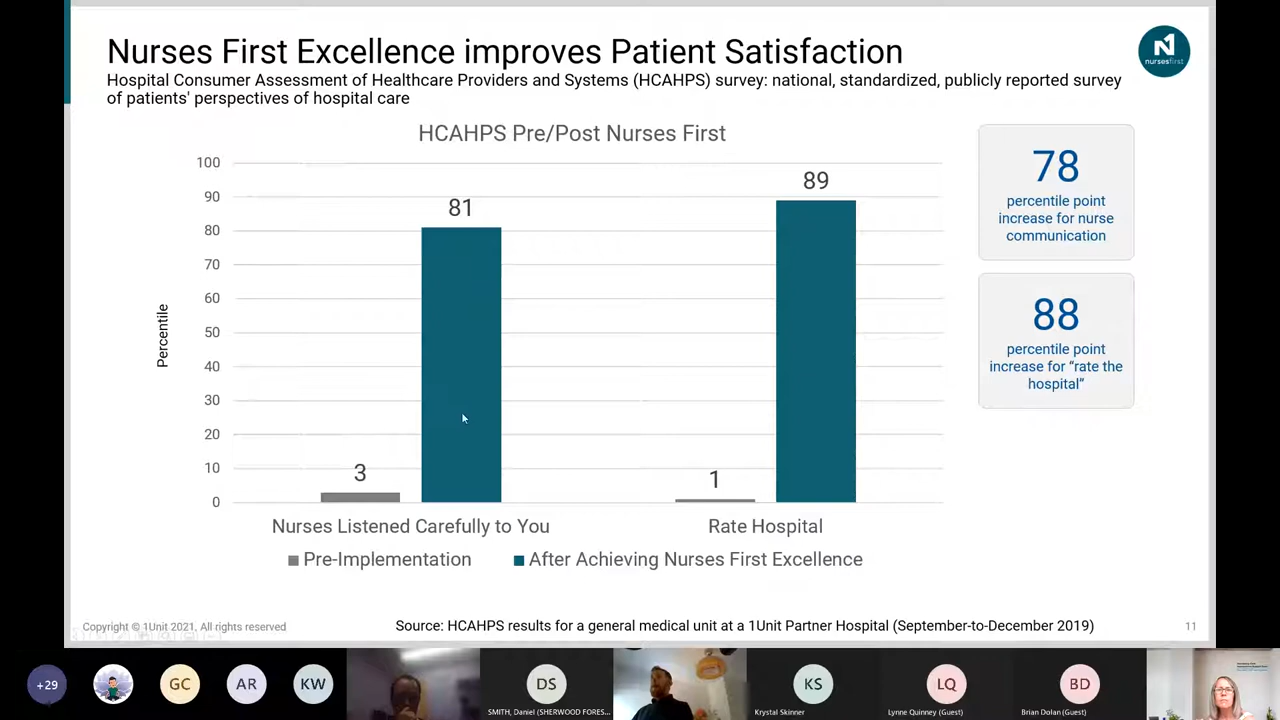 Nurses First Excellence improves Patient Satisfaction
Hospital Consumer Assessment of Healthcare Providers and Systems (HCAHPS) survey: national, standardized, publicly reported survey
of patients' perspectives of hospital care
N1
nursesfirst
HCAHPS Pre/Post Nurses First
Percentile
100
90
80
70
60
50
40
30
20
10
0
3
81
1
89
Nurses Listened Carefully to You
Rate Hospital
Pre-Implementation
After Achieving Nurses First Excellence
78
percentile point
increase for nurse
communication
88
percentile point
increase for “rate the
hospital”
Copyright © 1Unit 2021, All rights reserved
Source: HCAHPS results for a general medical unit at a 1Unit Partner Hospital (September-to-December 2019)
11
+29
GC
AR
KW
DS
SMITH, Daniel (SHERWOOD FORES...
KS
Krystal Skinner
LQ
Lynne Quinney (Guest)
BD
Brian Dolan (Guest)